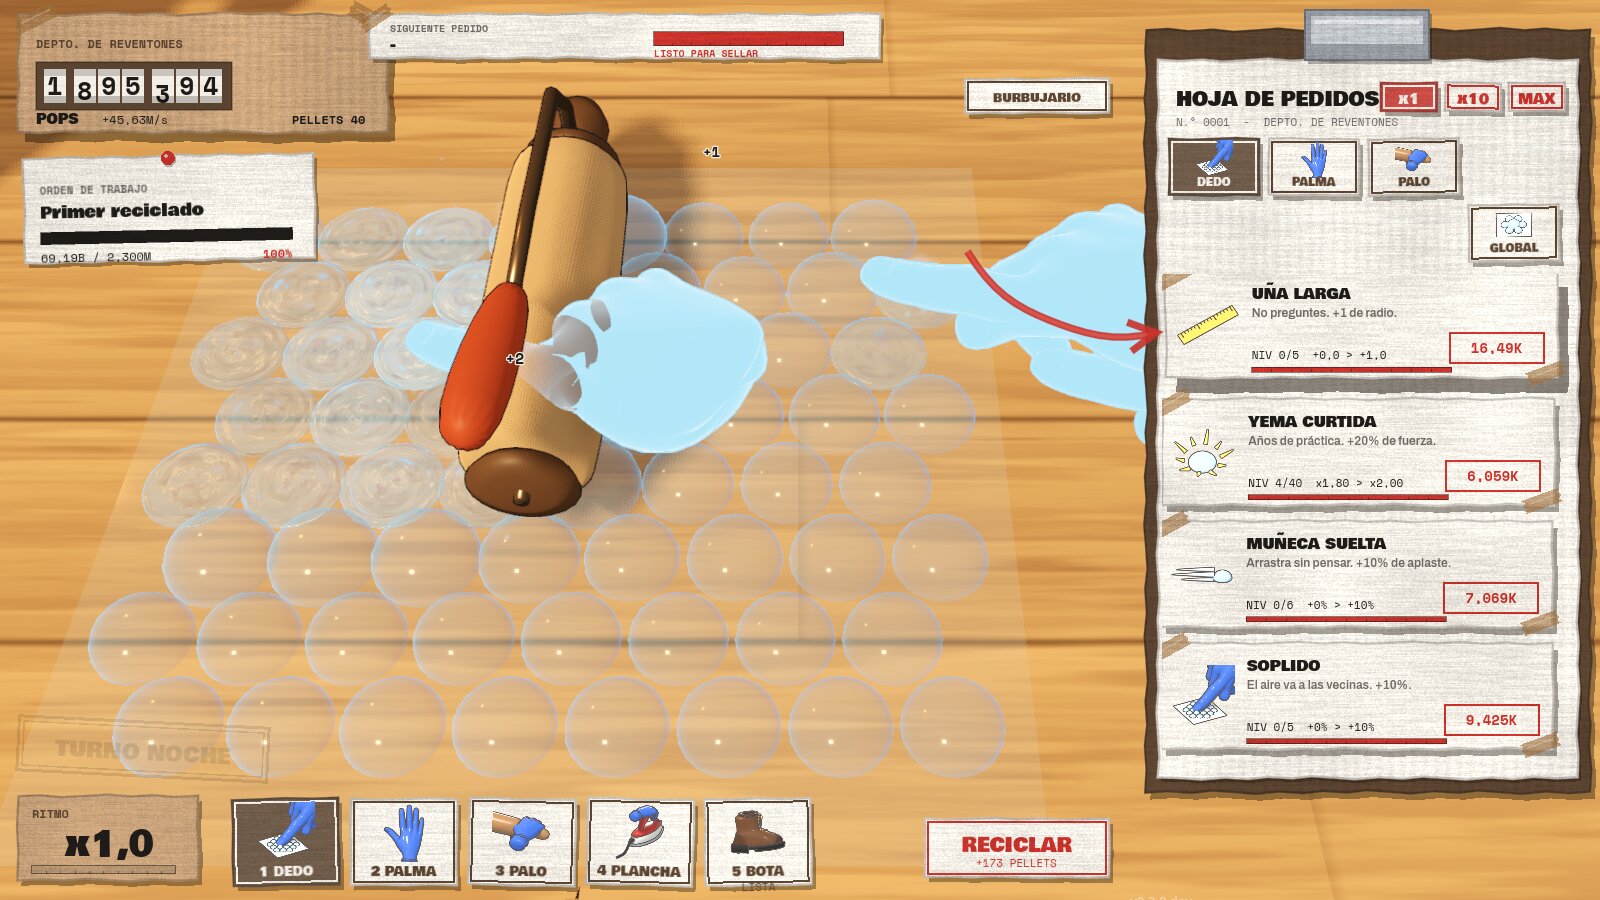 DEPTO. DE REVENTONES
1 895 394
POPS +45,63M/s PELLETS 40
SIGUIENTE PEDIDO
-
LISTO PARA SELLAR
BURBUJARIO
ORDEN DE TRABAJO
Primer reciclado
69,19B / 2,300M 100%
+1
+2
HOJA DE PEDIDOS
x1 x10 MAX
N.° 0001 - DEPTO. DE REVENTONES
DEDO PALMA PALO
GLOBAL
UÑA LARGA
No preguntes. +1 de radio.
NIV 0/5 +0,0 > +1,0
16,49K
YEMA CURTIDA
Años de práctica. +20% de fuerza.
NIV 4/40 x1,80 > x2,00
6,059K
MUÑECA SUELTA
Arrastra sin pensar. +10% de aplaste.
NIV 0/6 +0% > +10%
7,069K
SOPLIDO
El aire va a las vecinas. +10%.
NIV 0/5 +0% > +10%
9,425K
TURNO NOCHE
RITMO
x1,0
1 DEDO
2 PALMA
3 PALO
4 PLANCHA
5 BOTA
LISTA
RECICLAR
+173 PELLETS